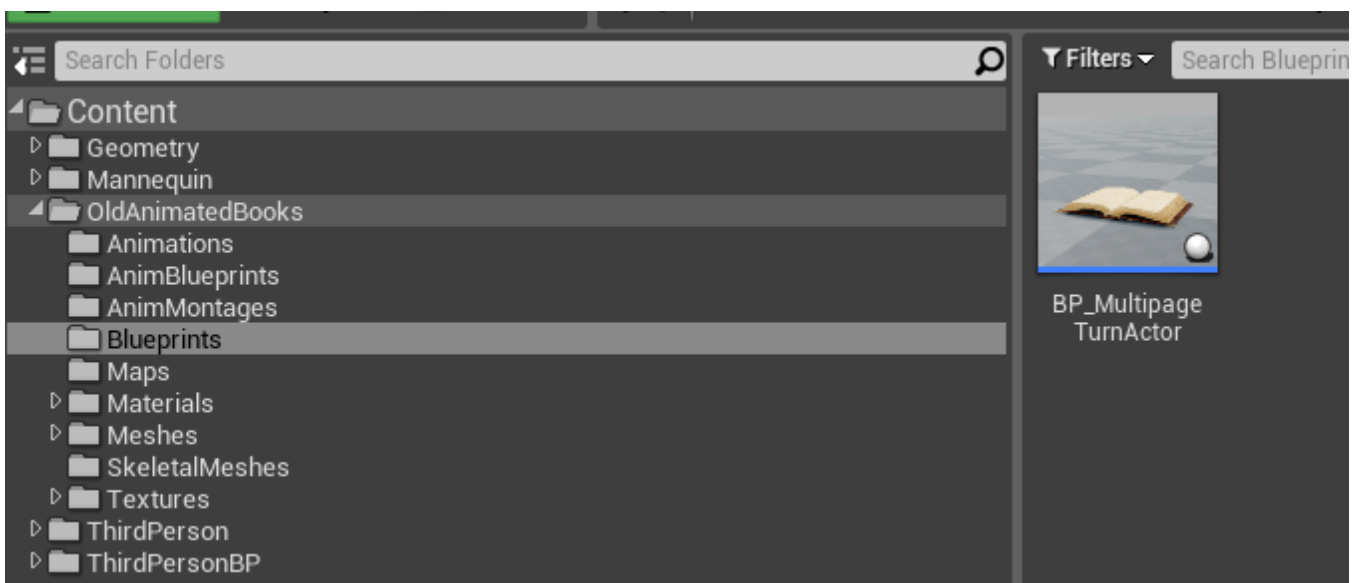 Search Folders
Content
Geometry
Mannequin
OldAnimatedBooks
Animations
AnimBlueprints
AnimMontages
Blueprints
Maps
Materials
Meshes
SkeletalMeshes
Textures
ThirdPerson
ThirdPersonBP
Filters
Search Blueprin
BP_Multipage
TurnActor